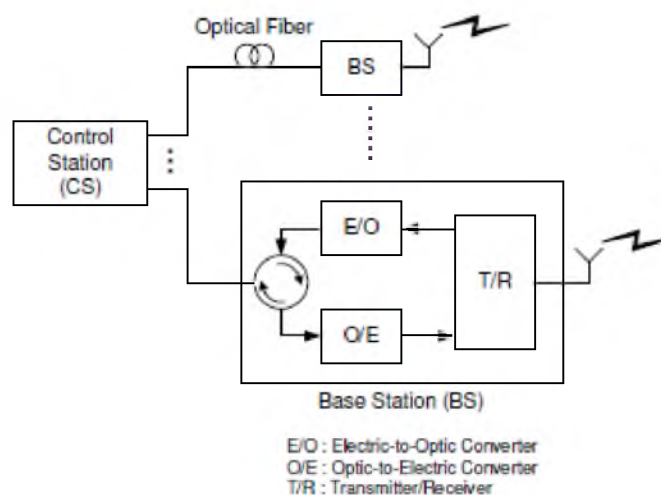 Optical Fiber
BS
Control
Station
(CS)
E/O
T/R
O/E
Base Station (BS)
E/O : Electric-to-Optic Converter
O/E : Optic-to-Electric Converter
T/R : Transmitter/Receiver